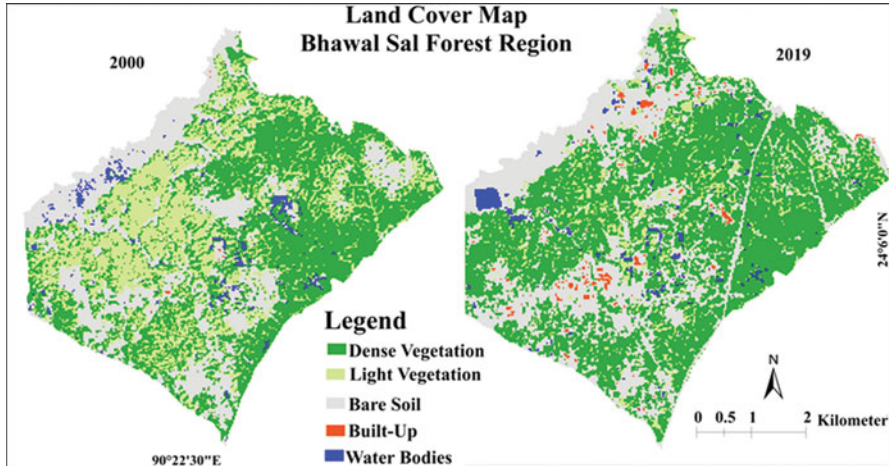 Land Cover Map
Bhawal Sal Forest Region
2000
2019
24°6'0"N
Legend
Dense Vegetation
Light Vegetation
Bare Soil
Built-Up
Water Bodies
N
0 0.5 1 2 Kilometer
90°22'30"E